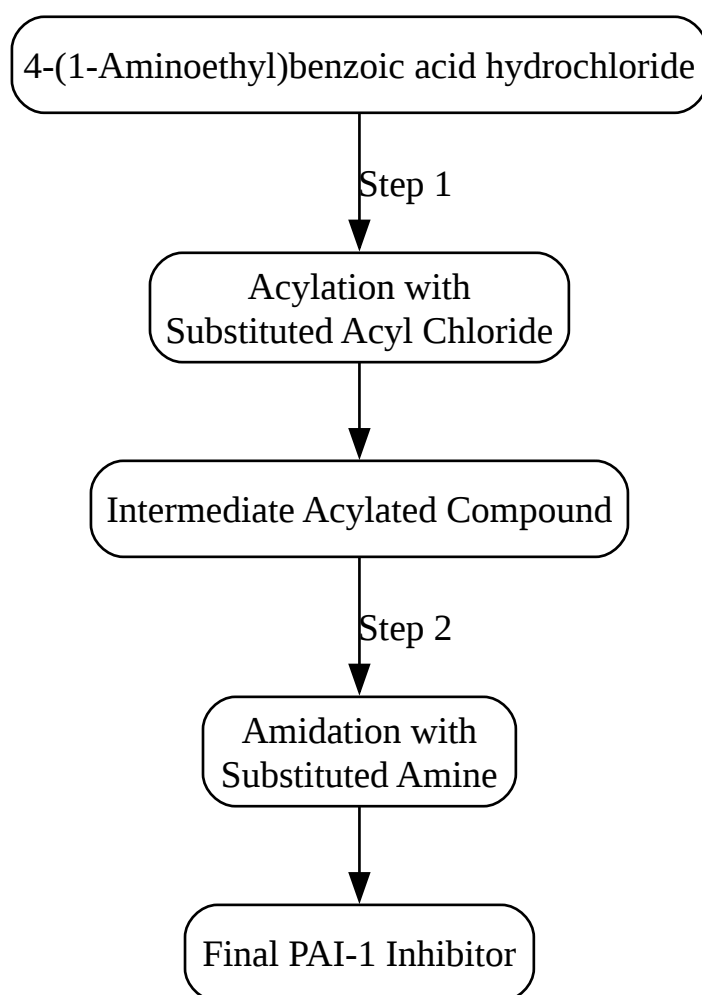 4-(1-Aminoethyl)benzoic acid hydrochloride
Step 1
Acylation with
Substituted Acyl Chloride
Intermediate Acylated Compound
Step 2
Amidation with
Substituted Amine
Final PAI-1 Inhibitor